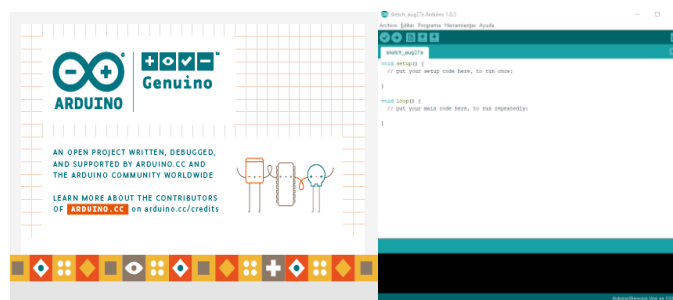 ARDUINO
Genuino
AN OPEN PROJECT WRITTEN, DEBUGGED,
AND SUPPORTED BY ARDUINO.CC AND
THE ARDUINO COMMUNITY WORLDWIDE
LEARN MORE ABOUT THE CONTRIBUTORS
OF ARDUINO.CC on arduino.cc/credits
Archivo Editar Programa Herramientas Ayuda
sketch_aug27a
void setup() {
// put your setup code here, to run once:
}
void loop() {
// put your main code here, to run repeatedly:
}